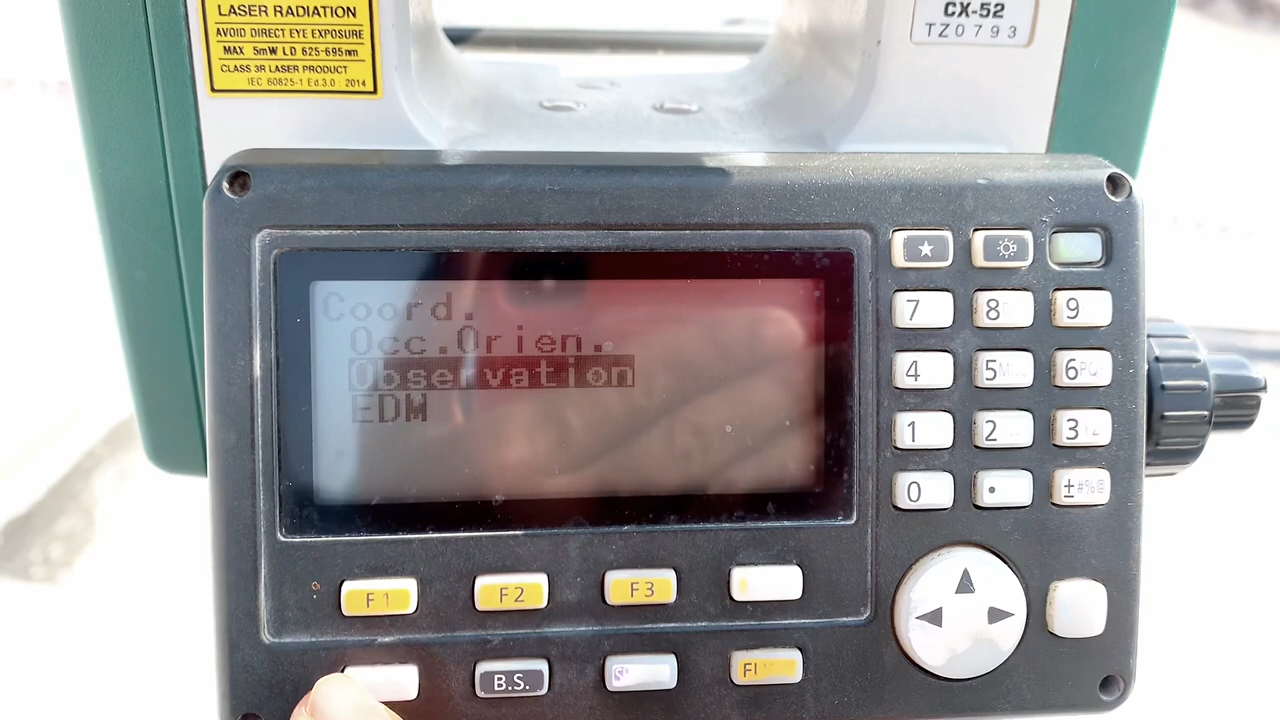 LASER RADIATION
AVOID DIRECT EYE EXPOSURE
MAX 5mW LD 625-695nm
CLASS 3R LASER PRODUCT
IEC 60825-1 Ed.3.0 : 2014
CX-52
TZ0793
Coord.
Occ.Orien.
Observation
EDM
★
7
8
9
4
5
6
1
2
3
0
.
±#%@
F1
F2
F3
B.S.